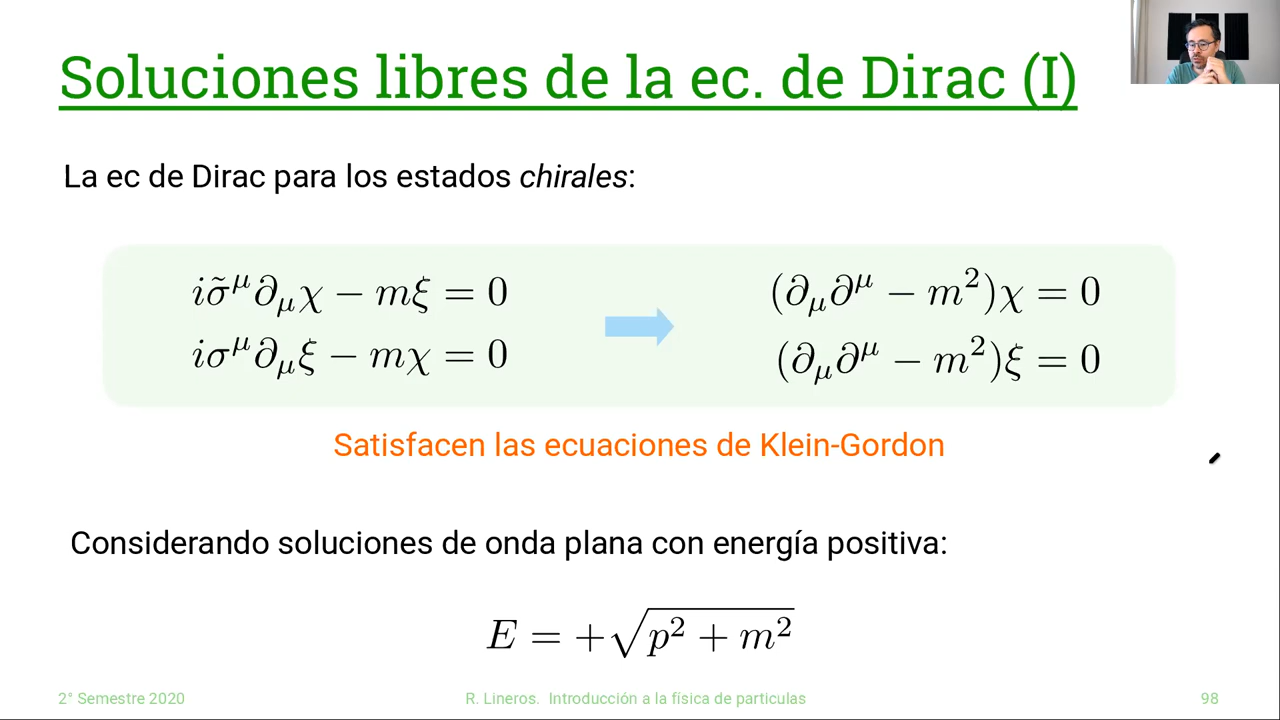 Soluciones libres de la ec. de Dirac (I)
La ec de Dirac para los estados chirales:
iσ̃^μ∂_μχ − mξ = 0
iσ^μ∂_μξ − mχ = 0
(∂_μ∂^μ − m²)χ = 0
(∂_μ∂^μ − m²)ξ = 0
Satisfacen las ecuaciones de Klein-Gordon
Considerando soluciones de onda plana con energía positiva:
E = +√(p² + m²)
2° Semestre 2020
R. Lineros. Introducción a la física de particulas
98